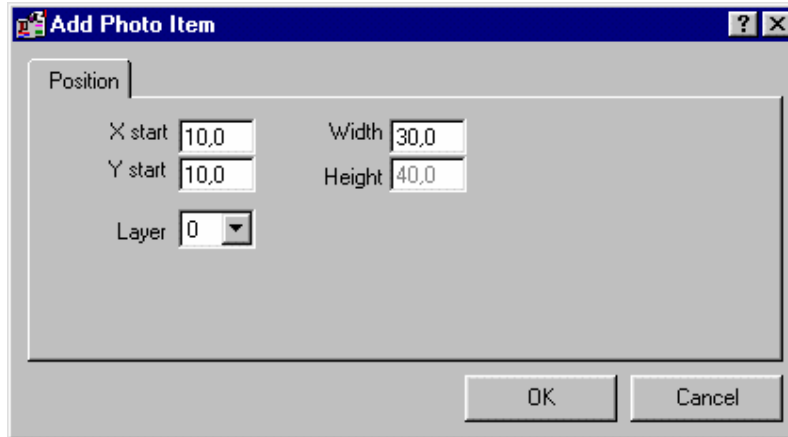 Add Photo Item
Position
X start 10,0 Width 30,0
Y start 10,0 Height 40,0
Layer 0
OK Cancel